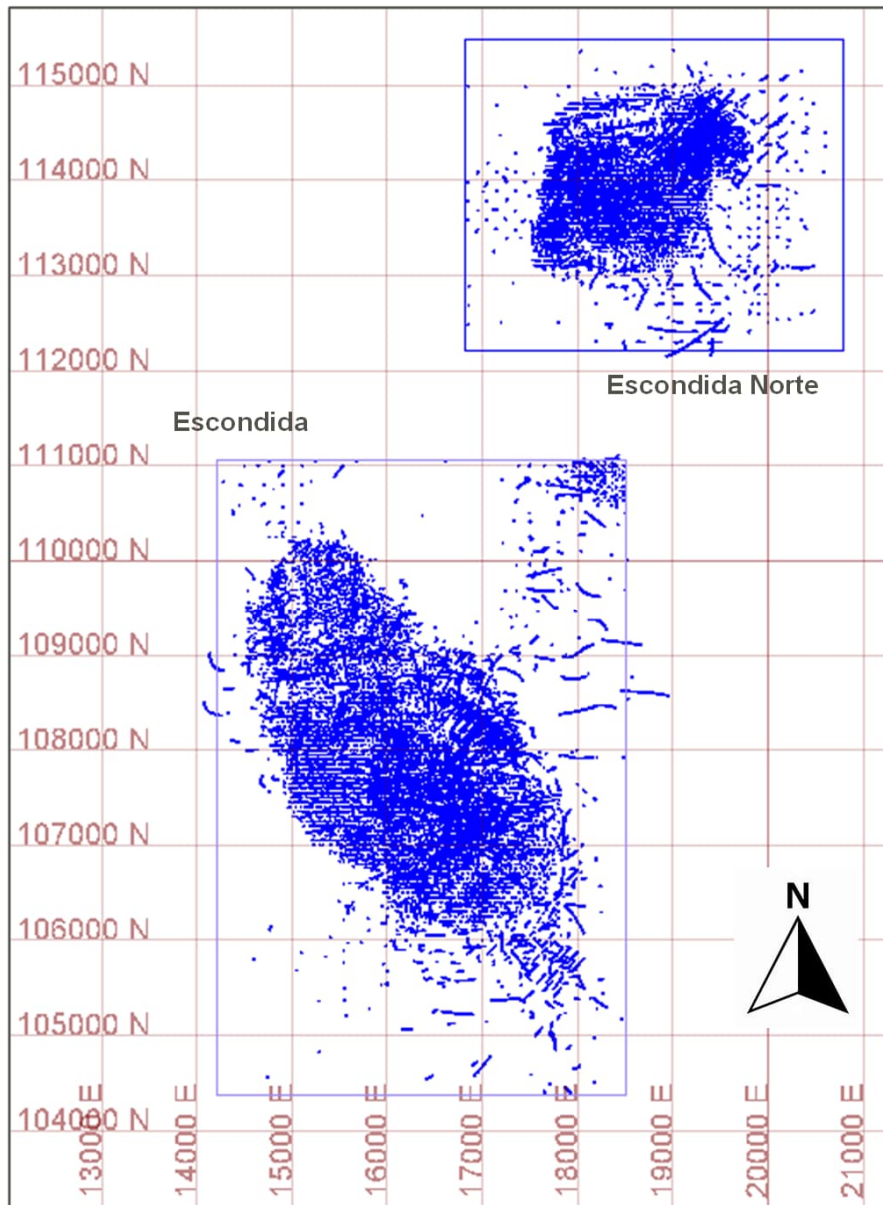 115000 N
114000 N
113000 N
112000 N
Escondida Norte
Escondida
111000 N
110000 N
109000 N
108000 N
107000 N
N
106000 N
105000 N
104000 N
13000 E
14000 E
15000 E
16000 E
17000 E
18000 E
19000 E
20000 E
21000 E